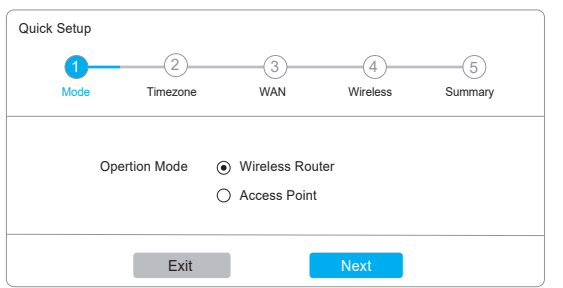 Quick Setup
1 2 3 4 5
Mode Timezone WAN Wireless Summary
Opertion Mode Wireless Router
Access Point
Exit Next